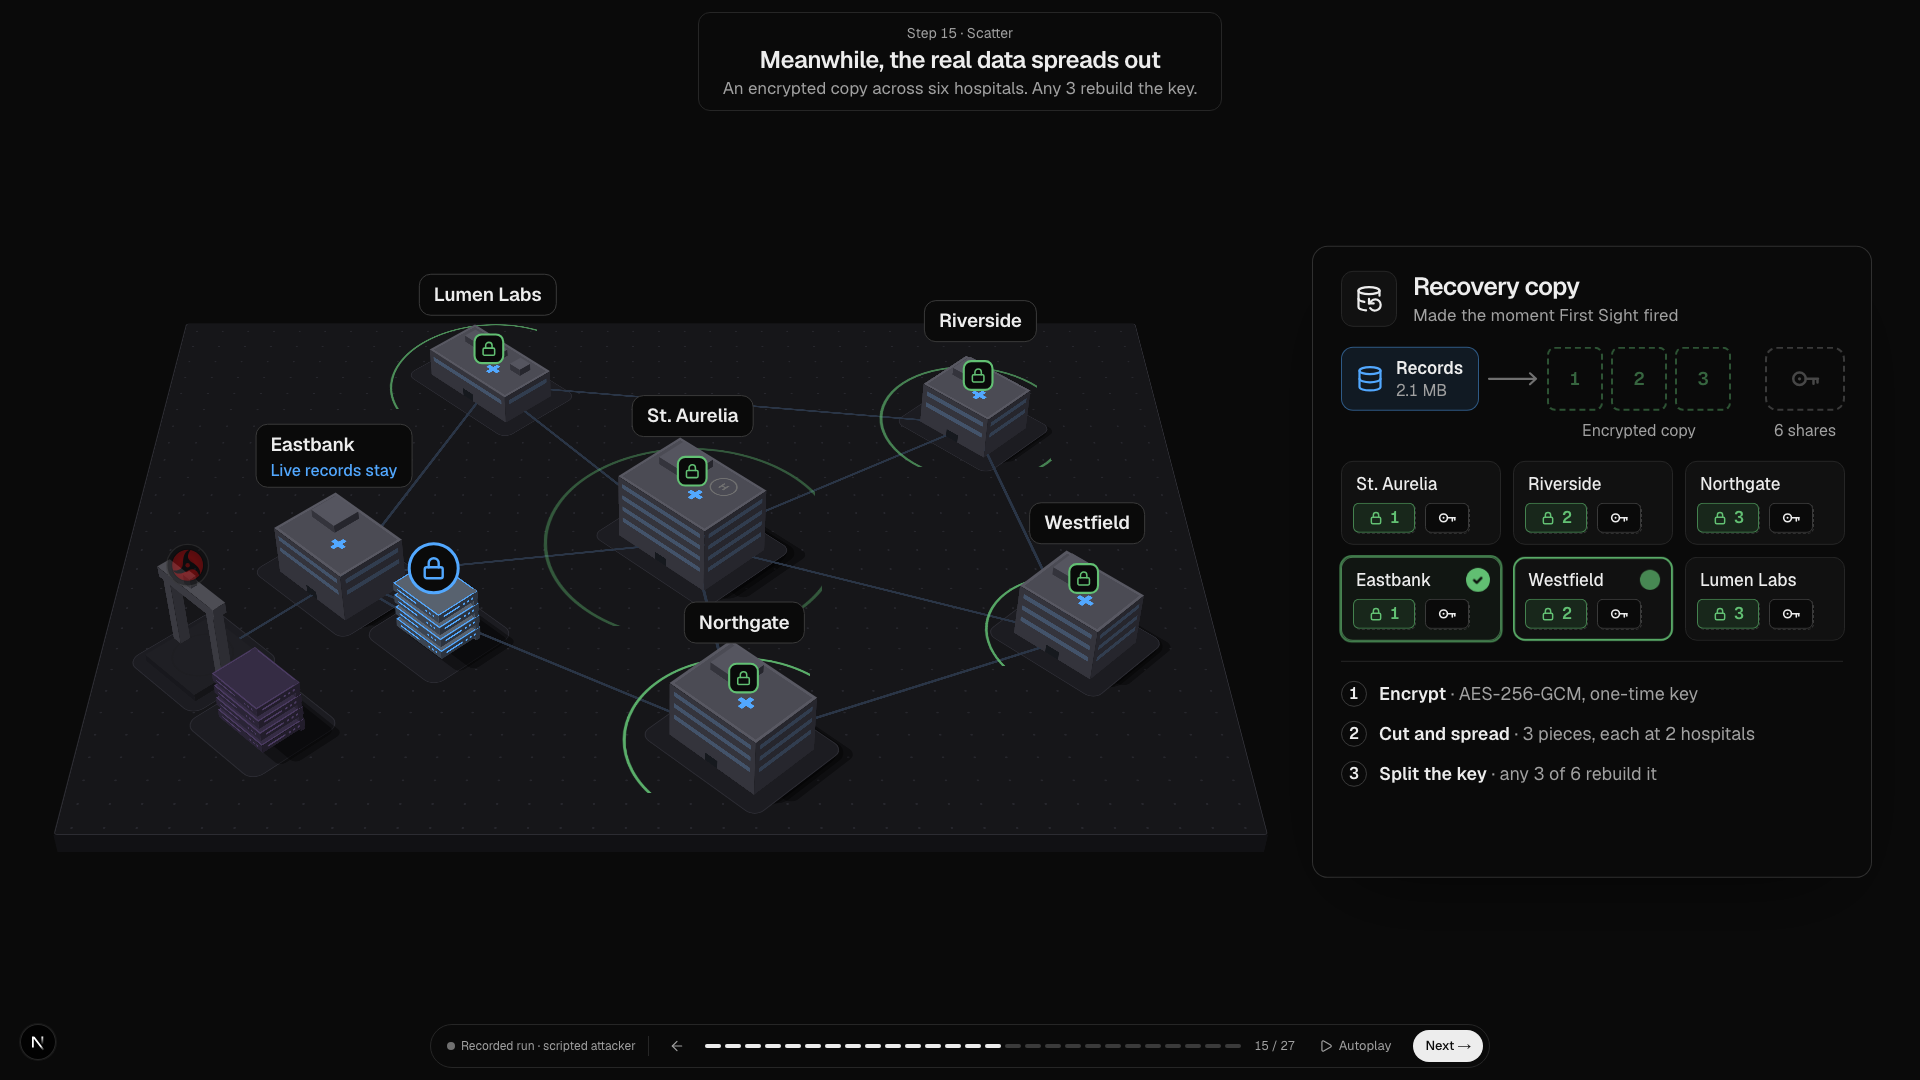 Step 15 · Scatter
Meanwhile, the real data spreads out
An encrypted copy across six hospitals. Any 3 rebuild the key.
Lumen Labs
Riverside
St. Aurelia
Eastbank
Live records stay
Westfield
Northgate
H
Recovery copy
Made the moment First Sight fired
Records
2.1 MB
1
2
3
Encrypted copy
6 shares
St. Aurelia
1
Riverside
2
Northgate
3
Eastbank
1
Westfield
2
Lumen Labs
3
1 Encrypt · AES-256-GCM, one-time key
2 Cut and spread · 3 pieces, each at 2 hospitals
3 Split the key · any 3 of 6 rebuild it
N
Recorded run · scripted attacker
15 / 27
Autoplay
Next →